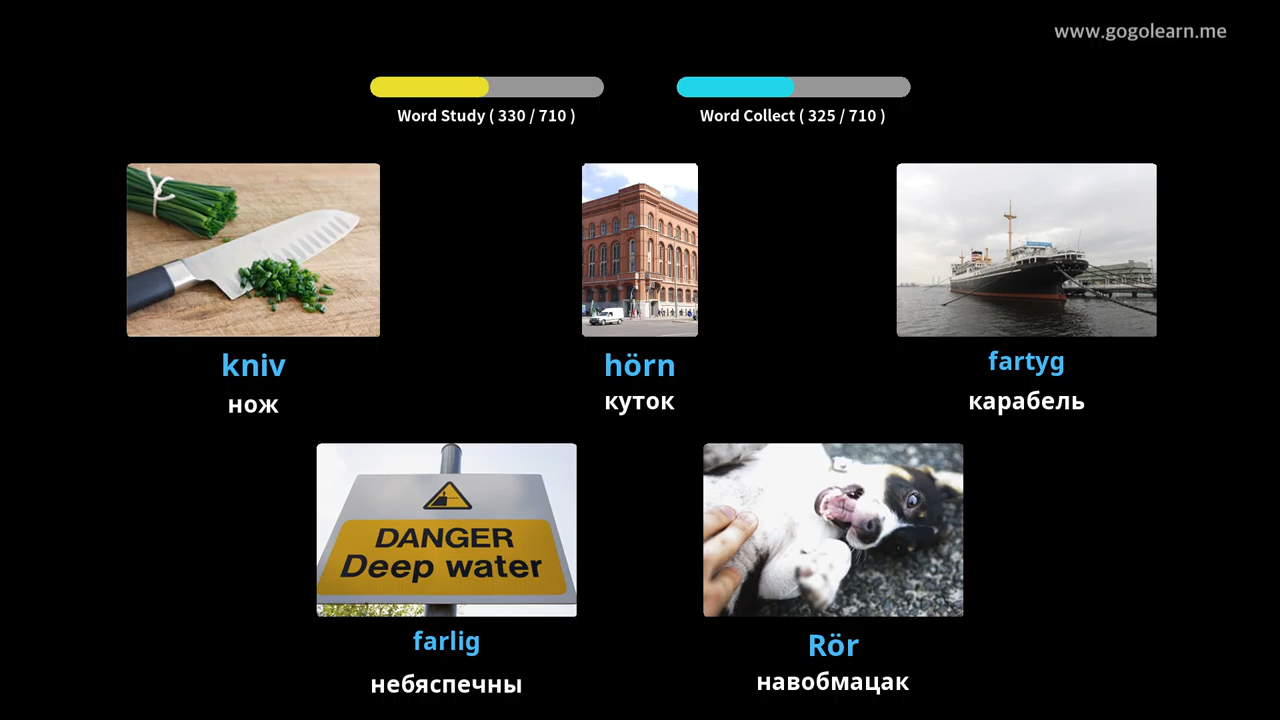 www.gogolearn.me
Word Study ( 330 / 710 )
Word Collect ( 325 / 710 )
kniv
нож
hörn
куток
fartyg
карабель
DANGER
Deep water
farlig
небяспечны
Rör
навобмацак